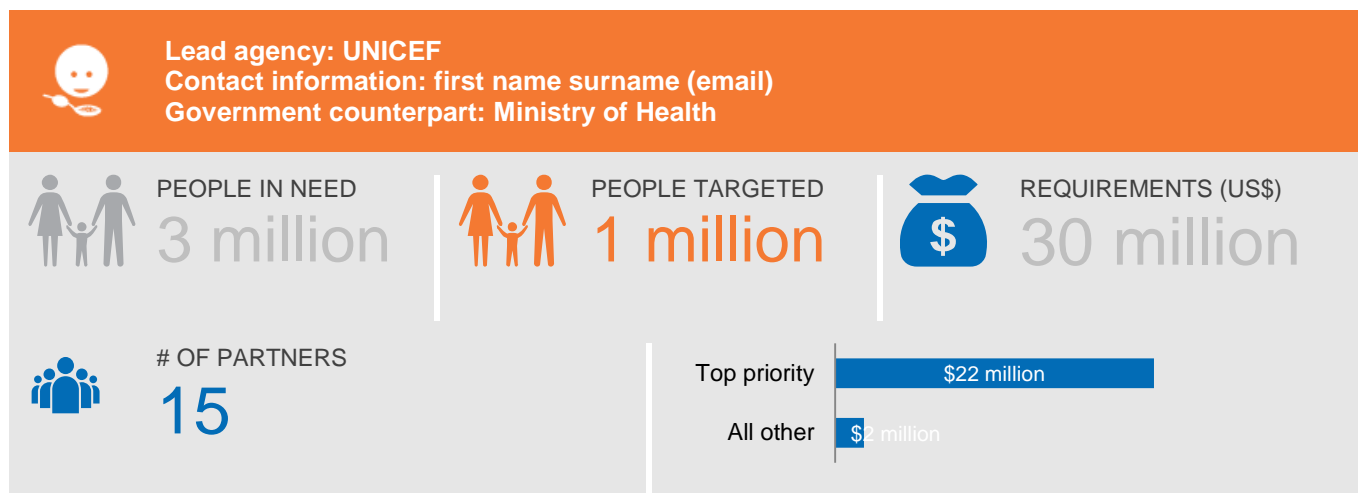 Lead agency: UNICEF
Contact information: first name surname (email)
Government counterpart: Ministry of Health
PEOPLE IN NEED
3 million
PEOPLE TARGETED
1 million
$
REQUIREMENTS (US$)
30 million
# OF PARTNERS
15
Top priority
$22 million
All other
$2 million